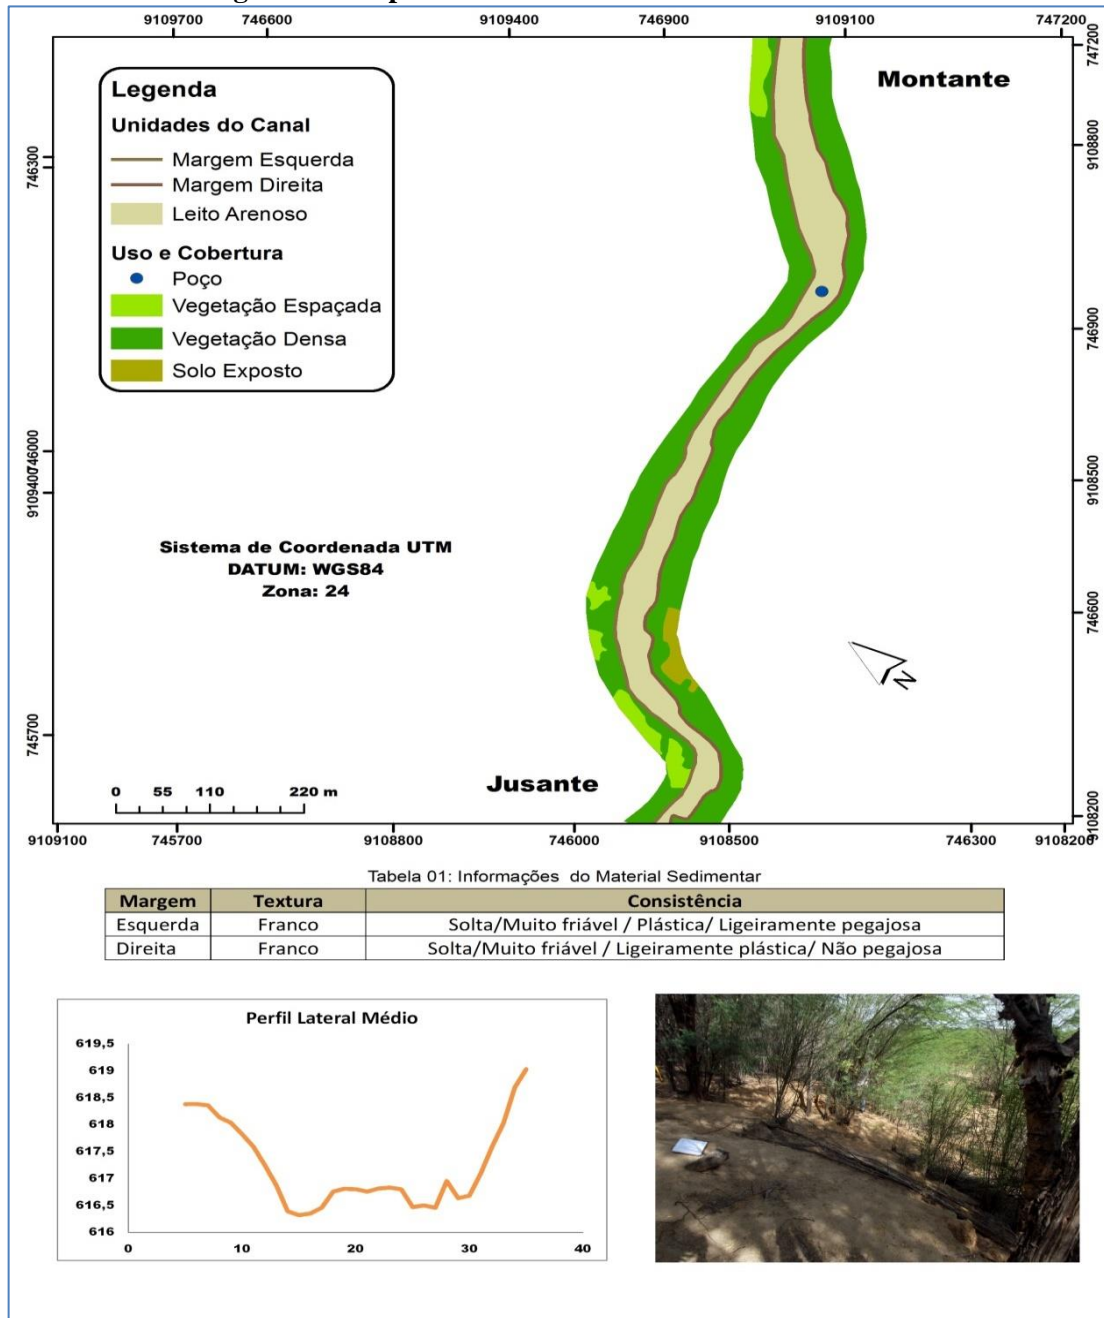 9109700 746600 9109400 746900 9109100 747200
Montante
Legenda
Unidades do Canal
Margem Esquerda
Margem Direita
Leito Arenoso
Uso e Cobertura
Poço
Vegetação Espaçada
Vegetação Densa
Solo Exposto
746300
9109400 746000
745700
747200
9108800
746900
9108500
746600
9108200
Sistema de Coordenada UTM
DATUM: WGS84
Zona: 24
N
Jusante
0 55 110 220 m
9109100 745700 9108800 746000 9108500 746300 9108200
Tabela 01: Informações do Material Sedimentar
Margem Textura Consistência
Esquerda Franco Solta/Muito friável / Plástica/ Ligeiramente pegajosa
Direita Franco Solta/Muito friável / Ligeiramente plástica/ Não pegajosa
Perfil Lateral Médio
619,5
619
618,5
618
617,5
617
616,5
616
0 10 20 30 40